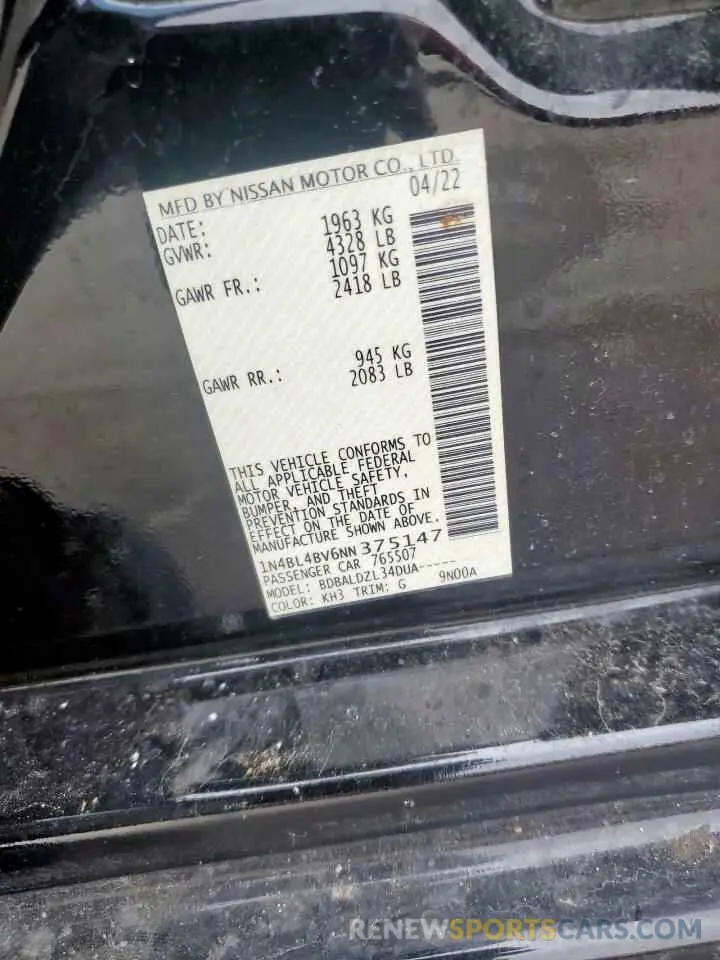 MFD BY NISSAN MOTOR CO., LTD.
DATE: 04/22
GVWR: 1963 KG
4328 LB
GAWR FR.: 1097 KG
2418 LB
GAWR RR.: 945 KG
2083 LB
THIS VEHICLE CONFORMS TO
ALL APPLICABLE FEDERAL
MOTOR VEHICLE SAFETY,
BUMPER, AND THEFT
PREVENTION STANDARDS IN
EFFECT ON THE DATE OF
MANUFACTURE SHOWN ABOVE.
1N4BL4BV6NN375147
PASSENGER CAR 765507
MODEL: BDBALDZL34DUA-----
COLOR: KH3 TRIM: G 9N00A
RENEWSPORTSCARS.COM